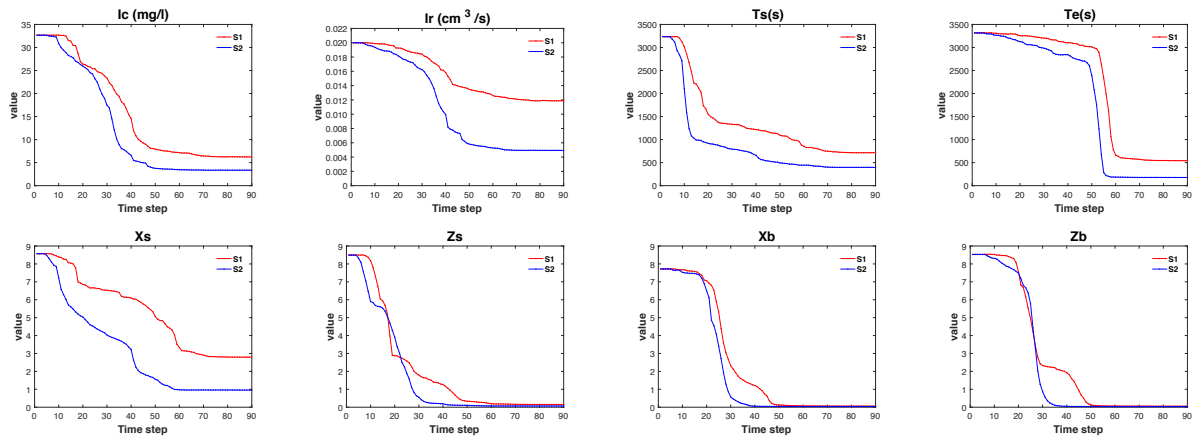 Ic (mg/l)
35
30
25
20
15
10
5
0
value
0 10 20 30 40 50 60 70 80 90
Time step
S1
S2
Ir (cm 3 /s)
0.022
0.020
0.018
0.016
0.014
0.012
0.010
0.008
0.006
0.004
0.002
0
value
0 10 20 30 40 50 60 70 80 90
Time step
S1
S2
Ts(s)
3500
3000
2500
2000
1500
1000
500
0
value
0 10 20 30 40 50 60 70 80 90
Time step
S1
S2
Te(s)
3500
3000
2500
2000
1500
1000
500
0
value
0 10 20 30 40 50 60 70 80 90
Time step
S1
S2
Xs
9
8
7
6
5
4
3
2
1
0
value
0 10 20 30 40 50 60 70 80 90
Time step
S1
S2
Zs
9
8
7
6
5
4
3
2
1
0
value
0 10 20 30 40 50 60 70 80 90
Time step
S1
S2
Xb
9
8
7
6
5
4
3
2
1
0
value
0 10 20 30 40 50 60 70 80 90
Time step
S1
S2
Zb
9
8
7
6
5
4
3
2
1
0
value
0 10 20 30 40 50 60 70 80 90
Time step
S1
S2